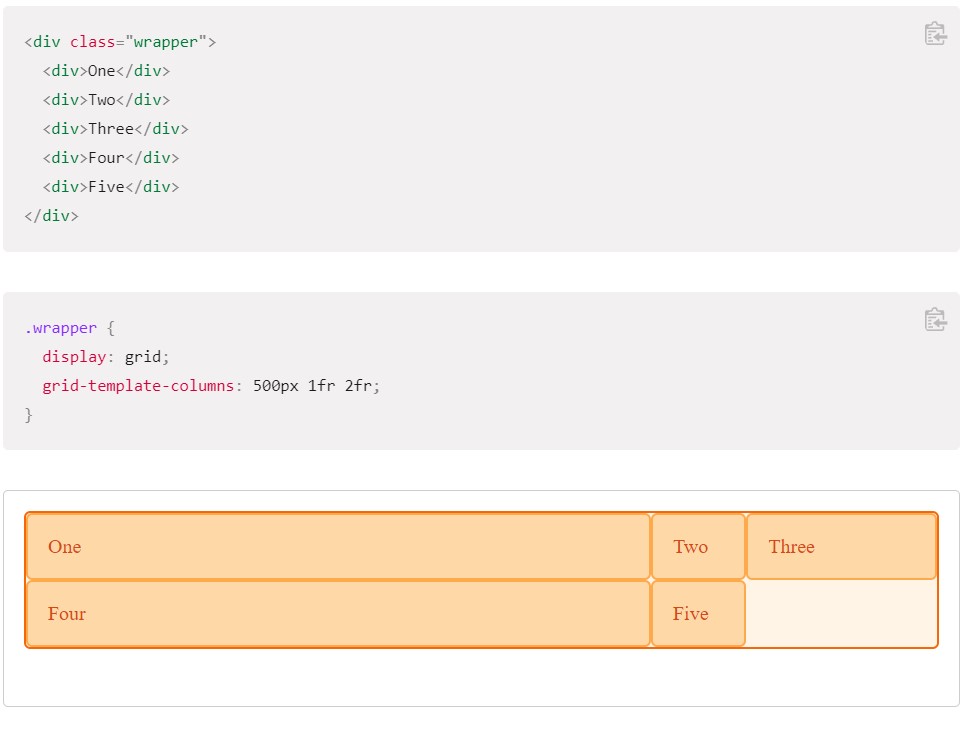 <div class="wrapper">
  <div>One</div>
  <div>Two</div>
  <div>Three</div>
  <div>Four</div>
  <div>Five</div>
</div>
.wrapper {
  display: grid;
  grid-template-columns: 500px 1fr 2fr;
}
One Two Three
Four Five